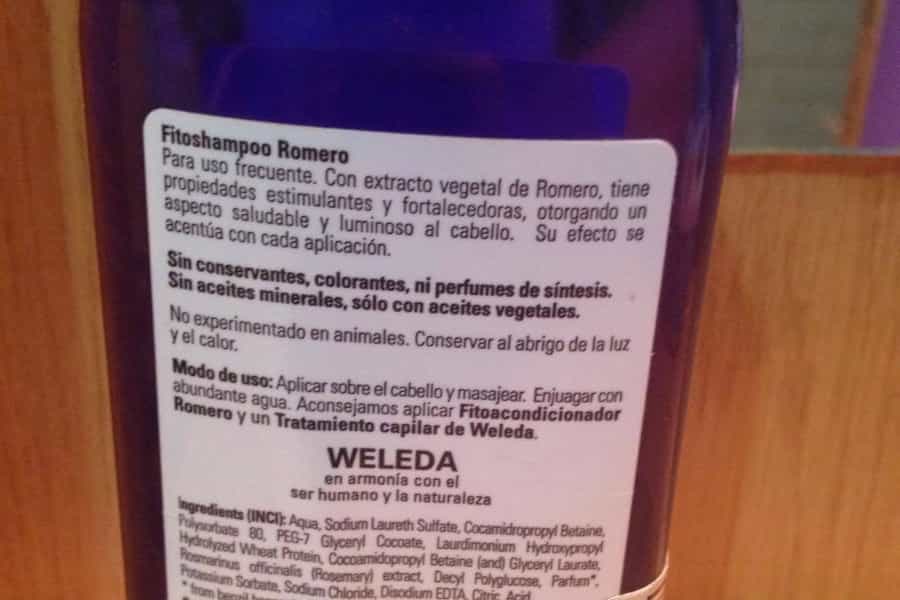 Fitoshampoo Romero
Para uso frecuente. Con extracto vegetal de Romero, tiene
propiedades estimulantes y fortalecedoras, otorgando un
aspecto saludable y luminoso al cabello. Su efecto se
acentúa con cada aplicación.
Sin conservantes, colorantes, ni perfumes de síntesis.
Sin aceites minerales, sólo con aceites vegetales.
No experimentado en animales. Conservar al abrigo de la luz
y el calor.
Modo de uso: Aplicar sobre el cabello y masajear. Enjuagar con
abundante agua. Aconsejamos aplicar Fitoacondicionador
Romero y un Tratamiento capilar de Weleda.
WELEDA
en armonía con el
ser humano y la naturaleza
Ingredients (INCI): Aqua, Sodium Laureth Sulfate, Cocamidropropyl Betaine,
Polysorbate 80, PEG-7 Glyceryl Cocoate, Laurdimonium Hydroxypropyl
Hydrolyzed Wheat Protein, Cocoamidopropyl Betaine (and) Glyceryl Laurate,
Rosmarinus officinalis (Rosemary) extract, Decyl Polyglucose, Parfum*,
Potassium Sorbate, Sodium Chloride, Disodium EDTA, Citric Acid.
* from